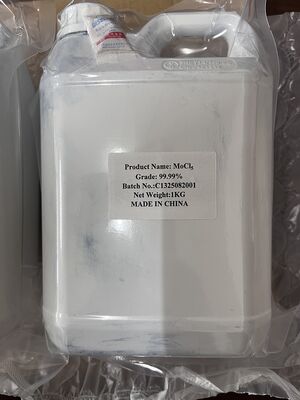 Product Name: MoCl₅
Grade: 99.99%
Batch No.:C1325082001
Net Weight:1KG
MADE IN CHINA